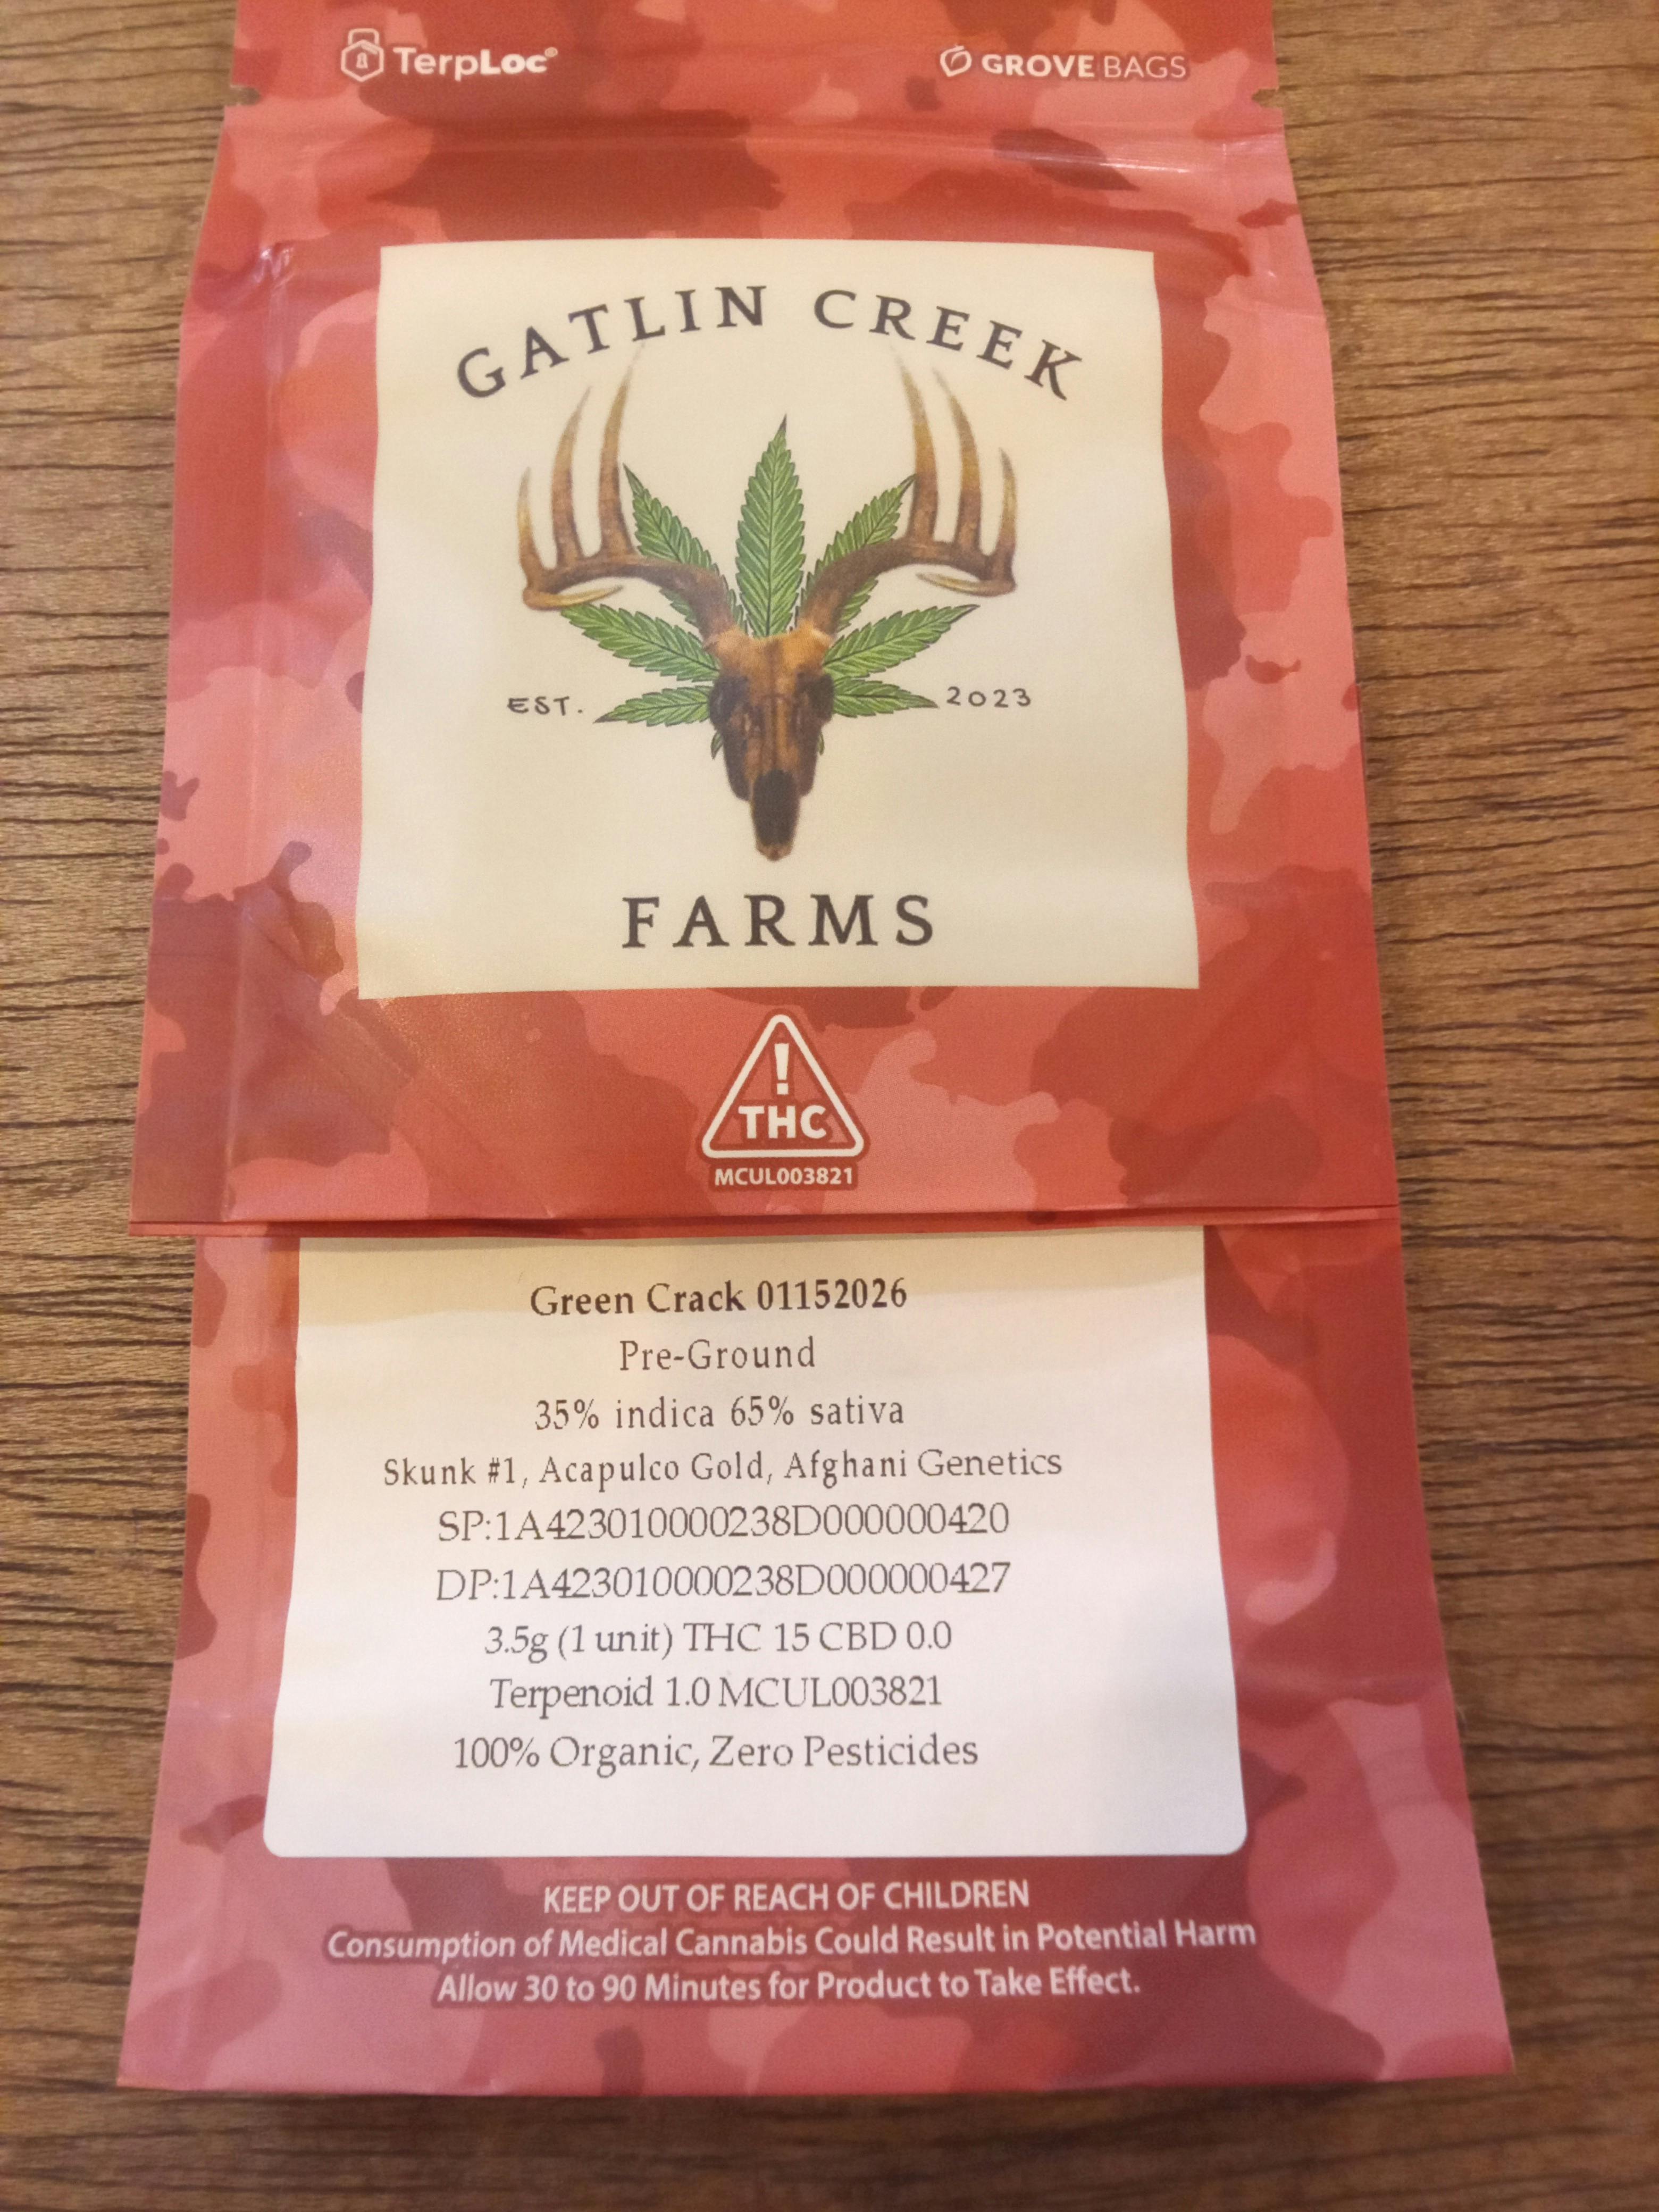 TerpLoc®
GROVE BAGS
GATLIN CREEK
EST. 2023
FARMS
!
THC
MCUL003821
Green Crack 01152026
Pre-Ground
35% indica 65% sativa
Skunk #1, Acapulco Gold, Afghani Genetics
SP:1A423010000238D000000420
DP:1A423010000238D000000427
3.5g (1 unit) THC 15 CBD 0.0
Terpenoid 1.0 MCUL003821
100% Organic, Zero Pesticides
KEEP OUT OF REACH OF CHILDREN
Consumption of Medical Cannabis Could Result in Potential Harm
Allow 30 to 90 Minutes for Product to Take Effect.